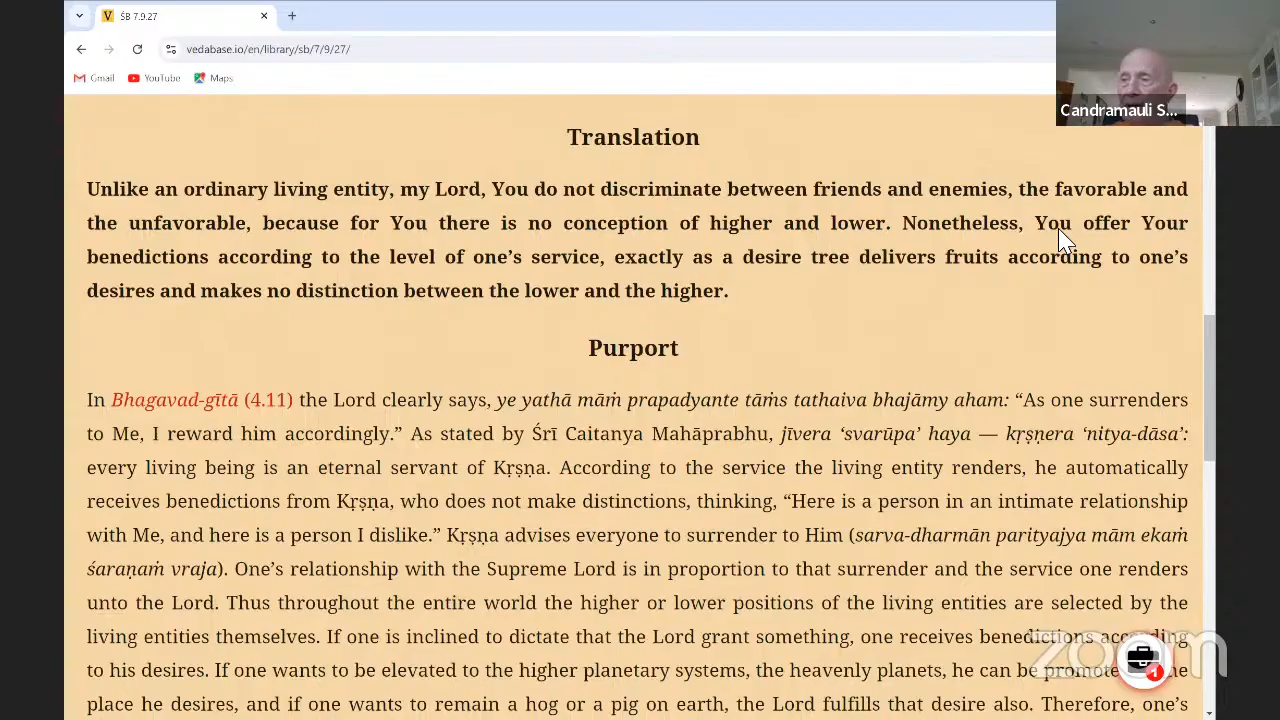 ŚB 7.9.27
vedabase.io/en/library/sb/7/9/27/
Gmail YouTube Maps
Candramauli S...
Translation
Unlike an ordinary living entity, my Lord, You do not discriminate between friends and enemies, the favorable and
the unfavorable, because for You there is no conception of higher and lower. Nonetheless, You offer Your
benedictions according to the level of one’s service, exactly as a desire tree delivers fruits according to one’s
desires and makes no distinction between the lower and the higher.
Purport
In Bhagavad-gītā (4.11) the Lord clearly says, ye yathā māṁ prapadyante tāṁs tathaiva bhajāmy aham: “As one surrenders
to Me, I reward him accordingly.” As stated by Śrī Caitanya Mahāprabhu, jīvera ‘svarūpa’ haya — kṛṣṇera ‘nitya-dāsa’:
every living being is an eternal servant of Kṛṣṇa. According to the service the living entity renders, he automatically
receives benedictions from Kṛṣṇa, who does not make distinctions, thinking, “Here is a person in an intimate relationship
with Me, and here is a person I dislike.” Kṛṣṇa advises everyone to surrender to Him (sarva-dharmān parityajya mām ekaṁ
śaraṇaṁ vraja). One’s relationship with the Supreme Lord is in proportion to that surrender and the service one renders
unto the Lord. Thus throughout the entire world the higher or lower positions of the living entities are selected by the
living entities themselves. If one is inclined to dictate that the Lord grant something, one receives benedictions according
to his desires. If one wants to be elevated to the higher planetary systems, the heavenly planets, he can be promoted
place he desires, and if one wants to remain a hog or a pig on earth, the Lord fulfills that desire also. Therefore, one’s
zoom
1